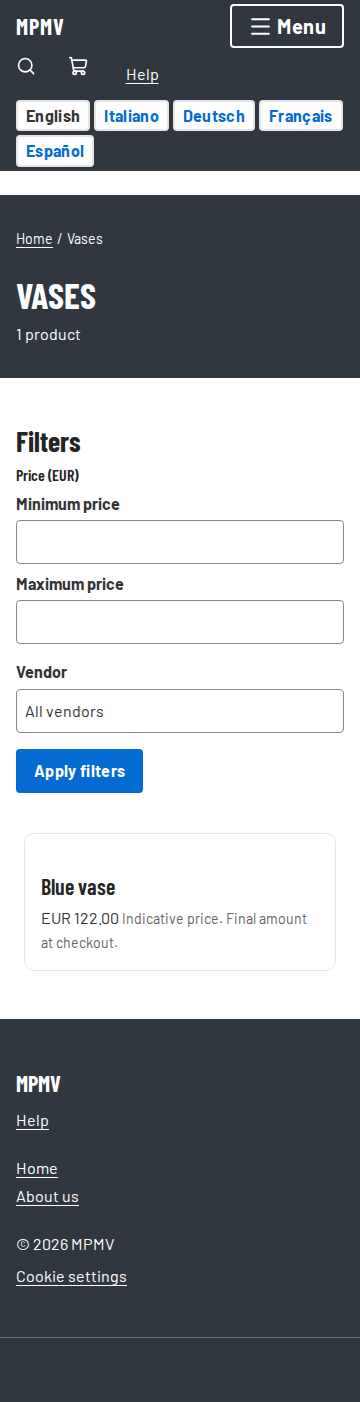 MPMV
Menu
Help
English Italiano Deutsch Français
Español
Home / Vases
VASES
1 product
Filters
Price (EUR)
Minimum price
Maximum price
Vendor
All vendors
Apply filters
Blue vase
EUR 122.00 Indicative price. Final amount
at checkout.
MPMV
Help
Home
About us
© 2026 MPMV
Cookie settings